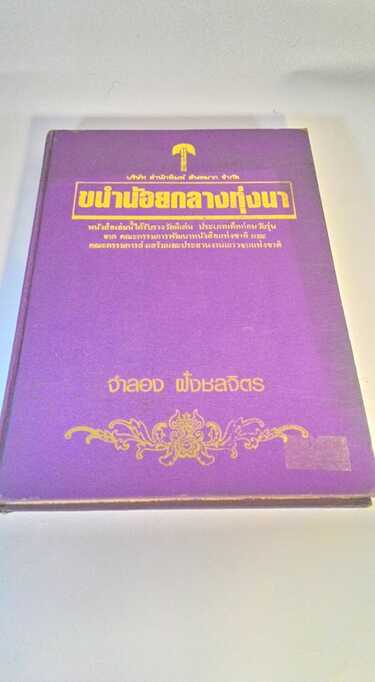 บริษัท สำนักพิมพ์ ต้นหมาก จำกัด
ขนำน้อยกลางทุ่งนา
หนังสือเล่มนี้ได้รับรางวัลดีเด่น ประเภทเด็กก่อนวัยรุ่น
จาก คณะกรรมการพัฒนาหนังสือแห่งชาติ และ
คณะกรรมการส่งเสริมและประสานงานเยาวชนแห่งชาติ
จำลอง ฝั่งชลจิตร